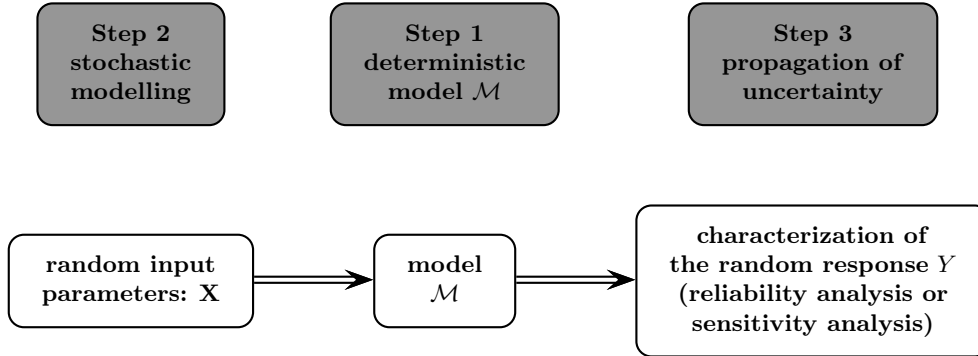 Step 2
stochastic
modelling
Step 1
deterministic
model ℳ
Step 3
propagation of
uncertainty
random input
parameters: X
model
ℳ
characterization of
the random response Y
(reliability analysis or
sensitivity analysis)